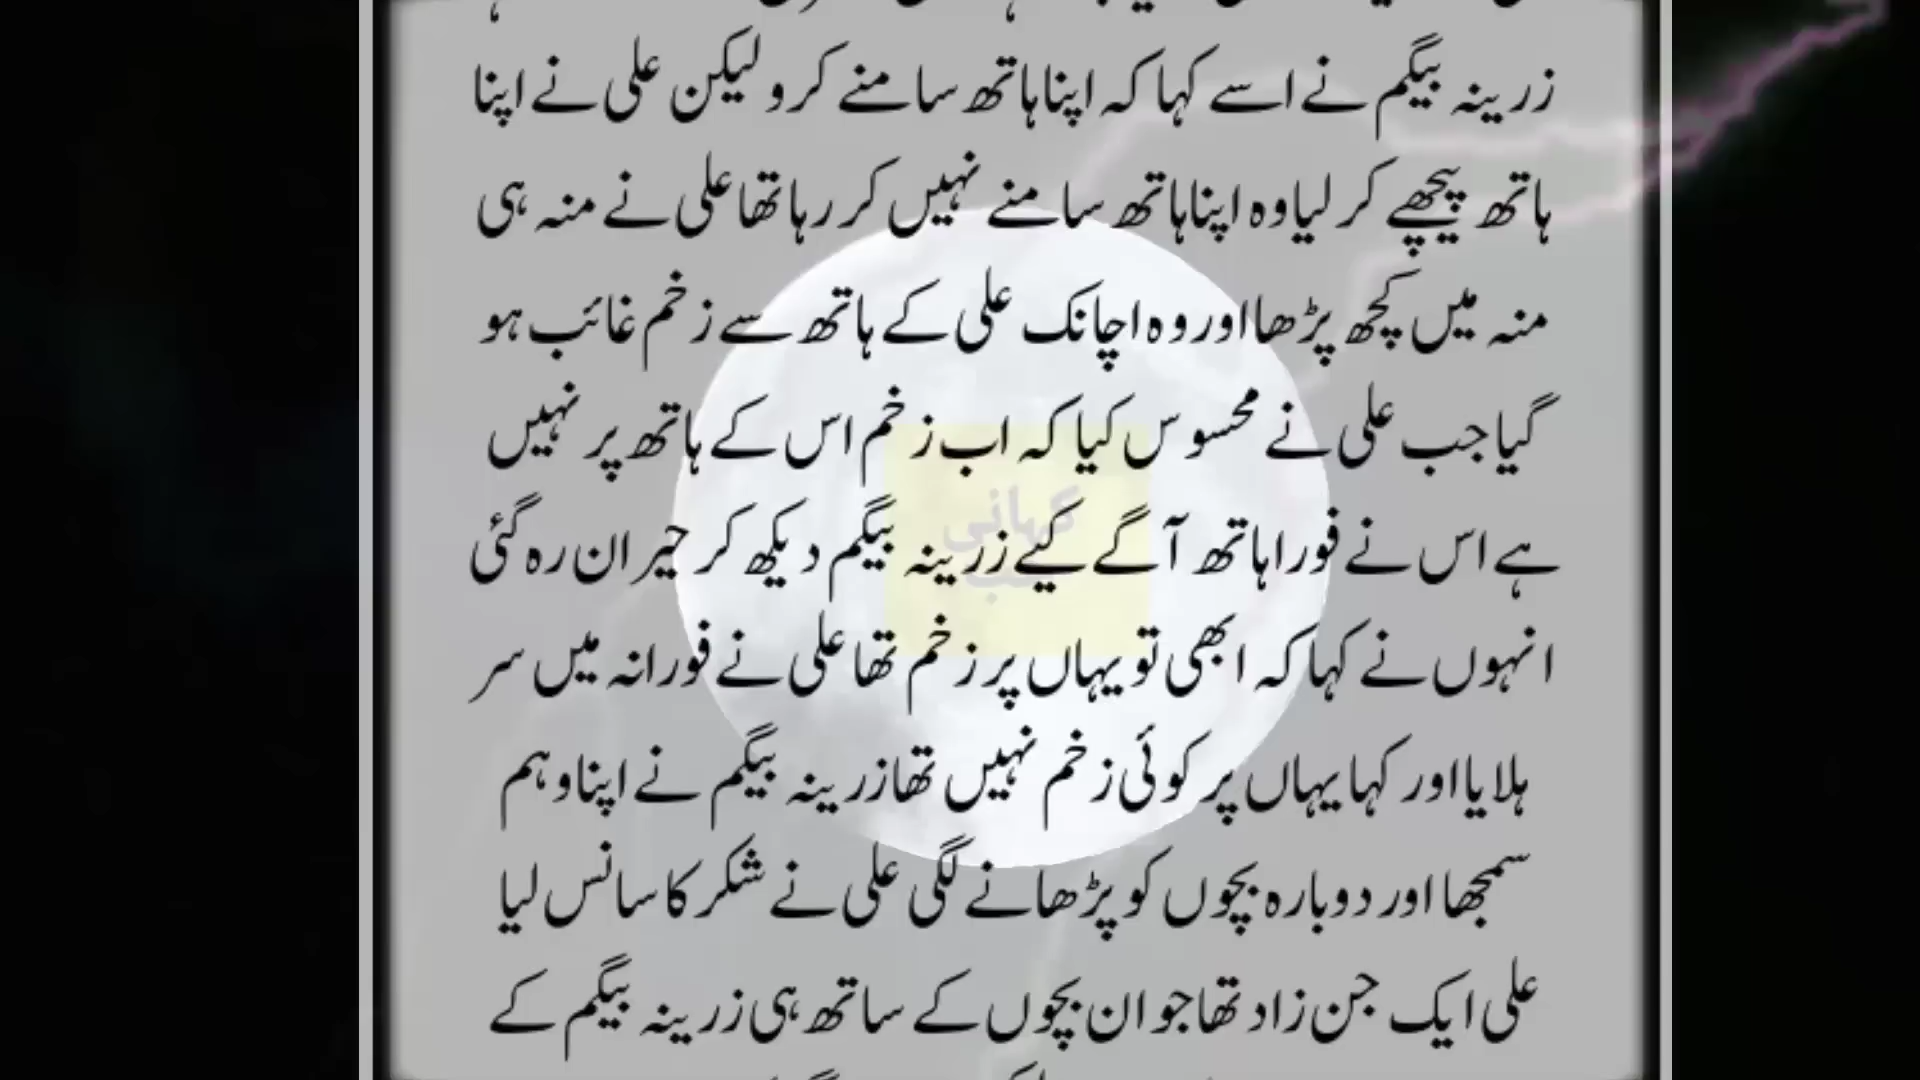 زرینہ بیگم نے اسے کہا کہ اپنا ہاتھ سامنے کرو لیکن علی نے اپنا
ہاتھ پیچھے کر لیا وہ اپنا ہاتھ سامنے نہیں کر رہا تھا علی نے منہ ہی
منہ میں کچھ پڑھا اور وہ اچانک علی کے ہاتھ سے زخم غائب ہو
گیا جب علی نے محسوس کیا کہ اب زخم اس کے ہاتھ پر نہیں
ہے اس نے فورا ہاتھ آگے کیے زرینہ بیگم دیکھ کر حیران رہ گئی
انہوں نے کہا کہ ابھی تو یہاں پر زخم تھا علی نے فورا نہ میں سر
ہلایا اور کہا یہاں پر کوئی زخم نہیں تھا زرینہ بیگم نے اپنا وہم
سمجھا اور دوبارہ بچوں کو پڑھانے لگی علی نے شکر کا سانس لیا
علی ایک جن زاد تھا جو ان بچوں کے ساتھ ہی زرینہ بیگم کے
کہانی